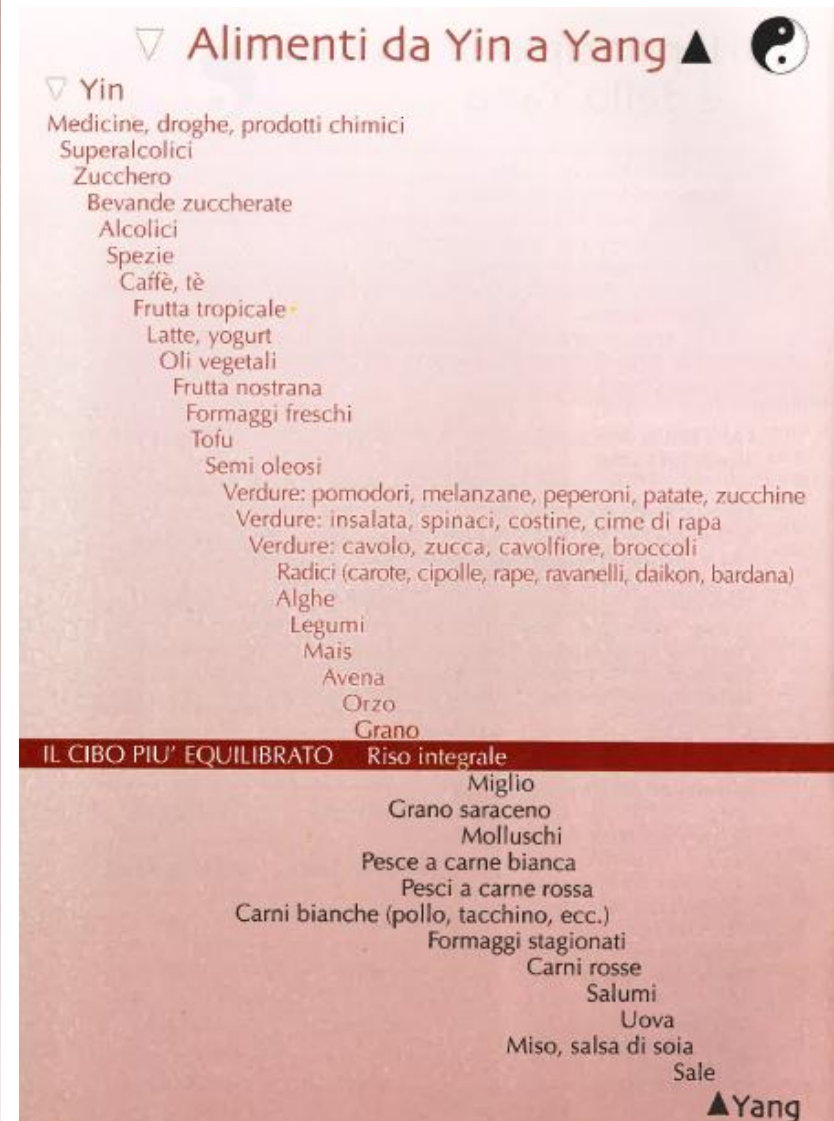 ▽ Alimenti da Yin a Yang ▲
▽ Yin
Medicine, droghe, prodotti chimici
Superalcolici
Zucchero
Bevande zuccherate
Alcolici
Spezie
Caffè, tè
Frutta tropicale
Latte, yogurt
Oli vegetali
Frutta nostrana
Formaggi freschi
Tofu
Semi oleosi
Verdure: pomodori, melanzane, peperoni, patate, zucchine
Verdure: insalata, spinaci, costine, cime di rapa
Verdure: cavolo, zucca, cavolfiore, broccoli
Radici (carote, cipolle, rape, ravanelli, daikon, bardana)
Alghe
Legumi
Mais
Avena
Orzo
Grano
IL CIBO PIU' EQUILIBRATO Riso integrale
Miglio
Grano saraceno
Molluschi
Pesce a carne bianca
Pesci a carne rossa
Carni bianche (pollo, tacchino, ecc.)
Formaggi stagionati
Carni rosse
Salumi
Uova
Miso, salsa di soia
Sale
▲Yang